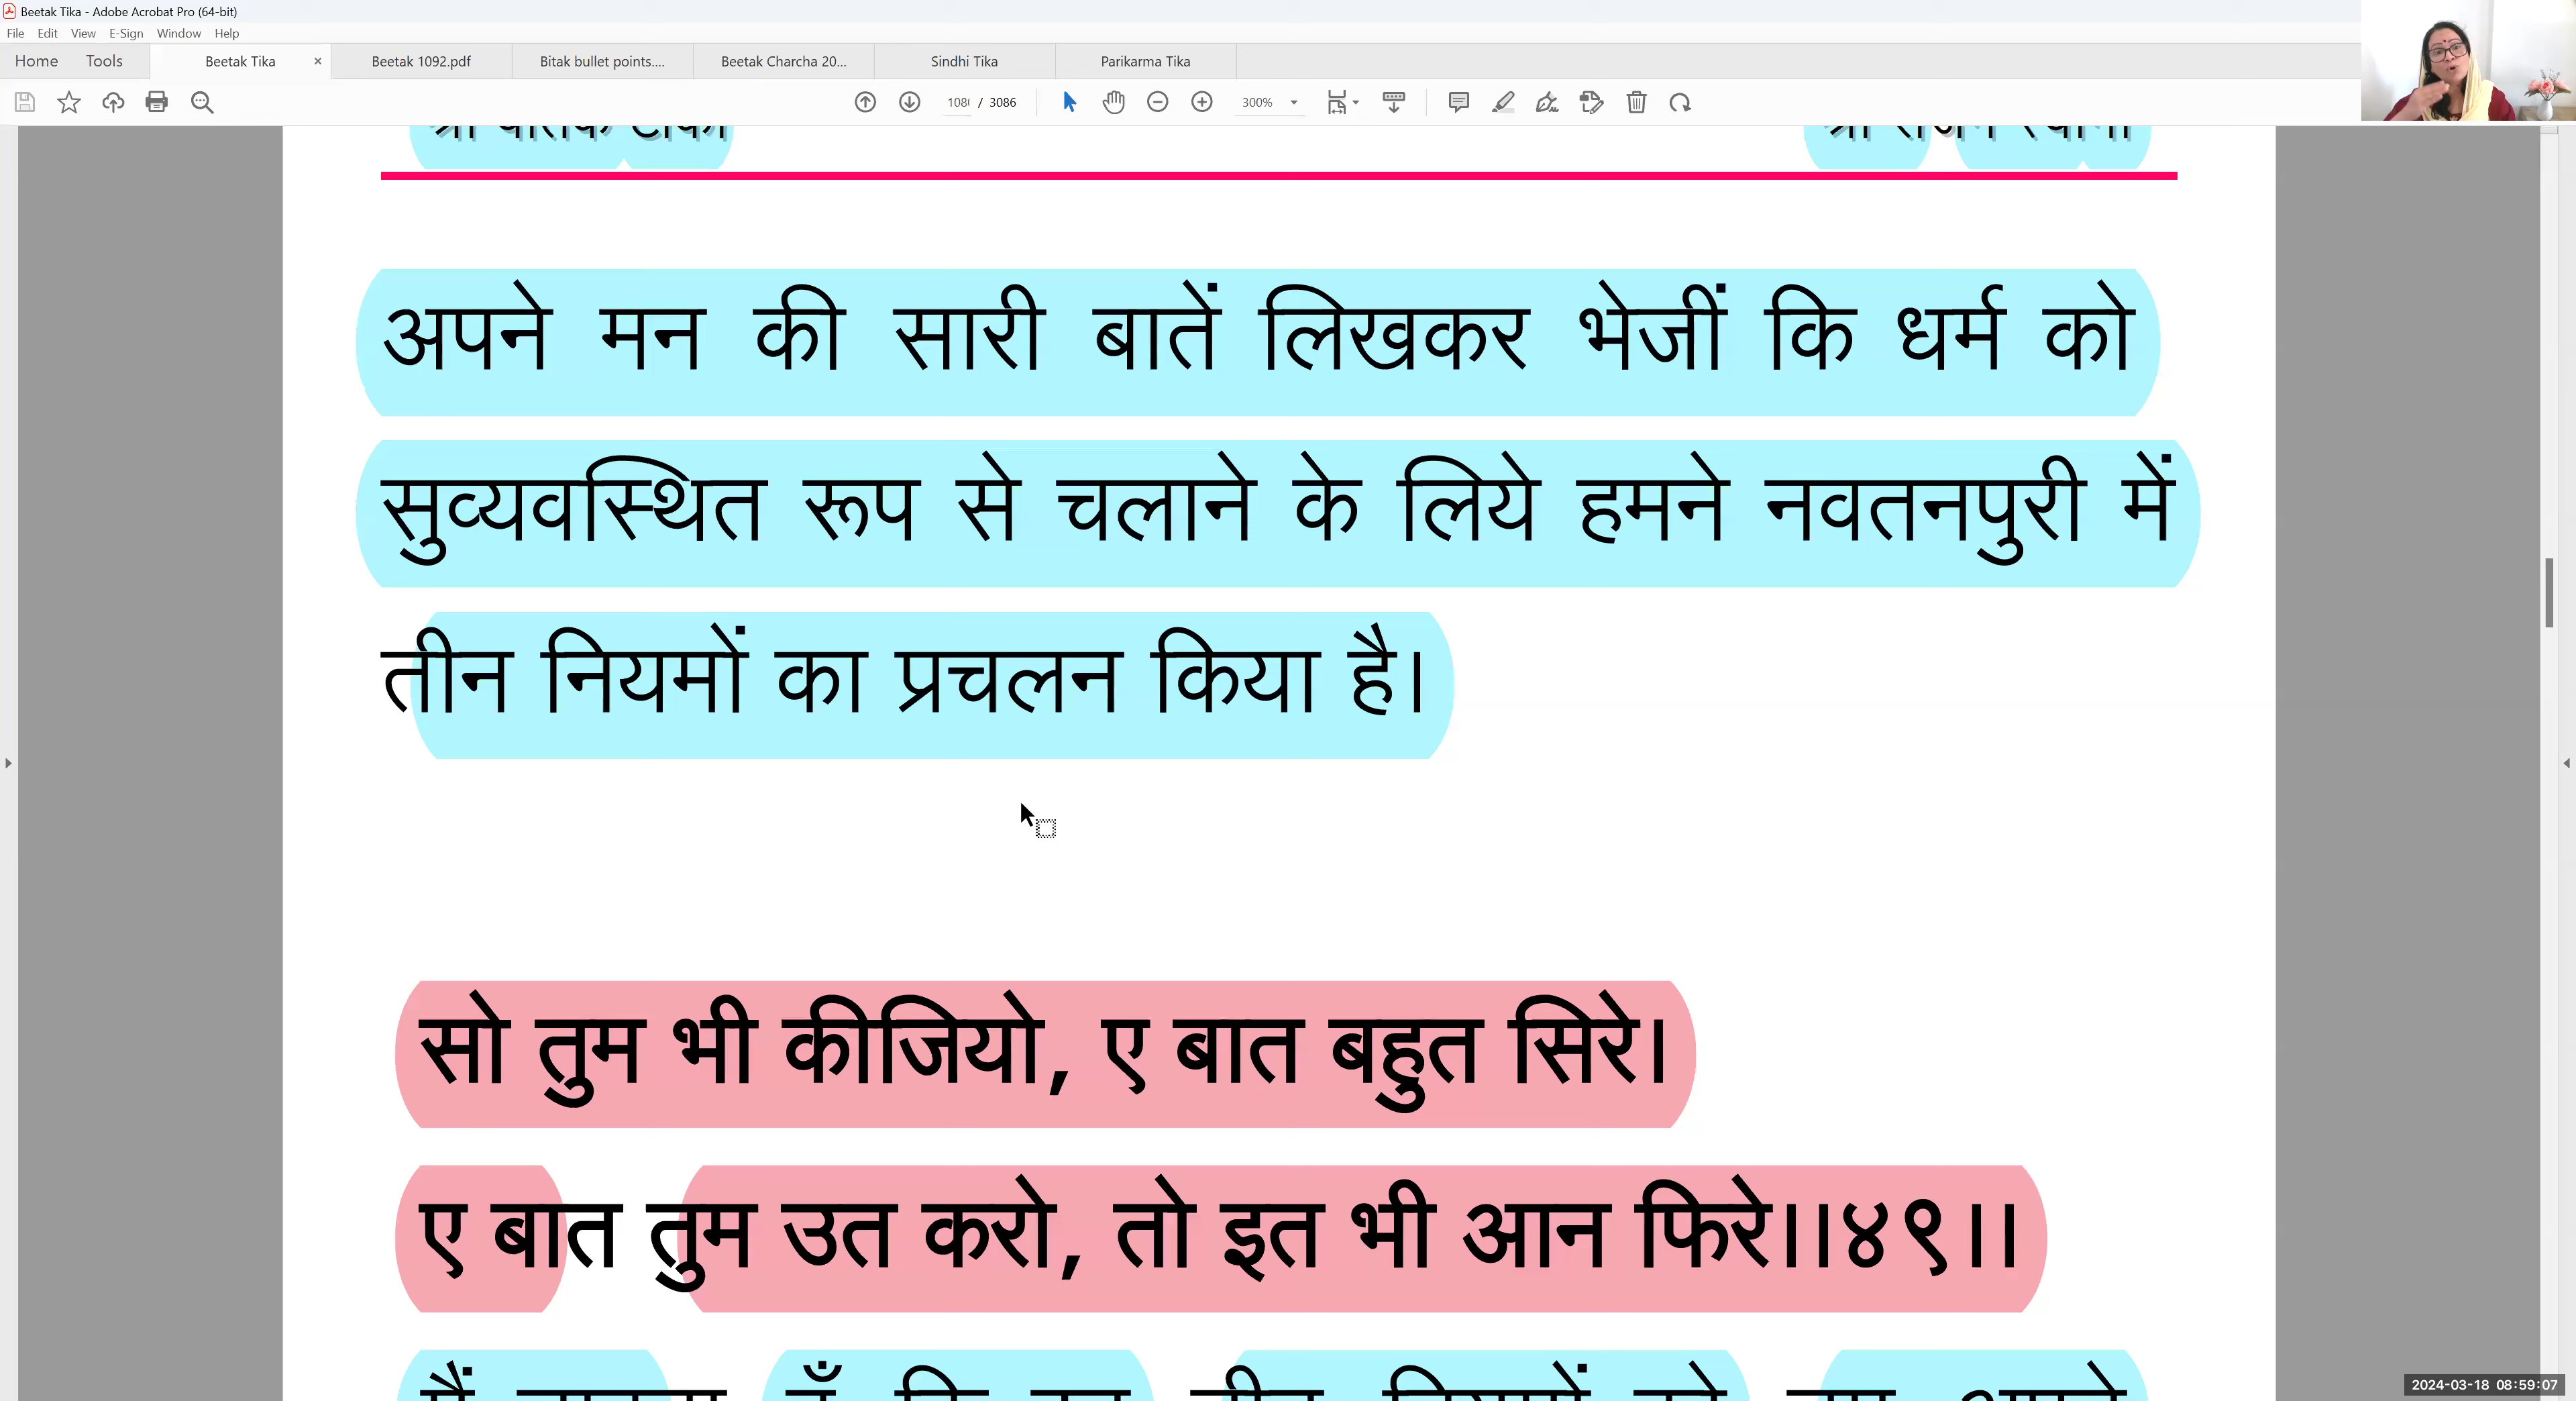 Beetak Tika - Adobe Acrobat Pro (64-bit)
File Edit View E-Sign Window Help
Home Tools Beetak Tika × Beetak 1092.pdf Bitak bullet points.... Beetak Charcha 20... Sindhi Tika Parikarma Tika
/ 3086 300%
अपने मन की सारी बातें लिखकर भेजीं कि धर्म को
सुव्यवस्थित रूप से चलाने के लिये हमने नवतनपुरी में
तीन नियमों का प्रचलन किया है।
सो तुम भी कीजियो, ए बात बहुत सिरे।
ए बात तुम उत करो, तो इत भी आन फिरे।।४९।।
2024-03-18 08:59:07